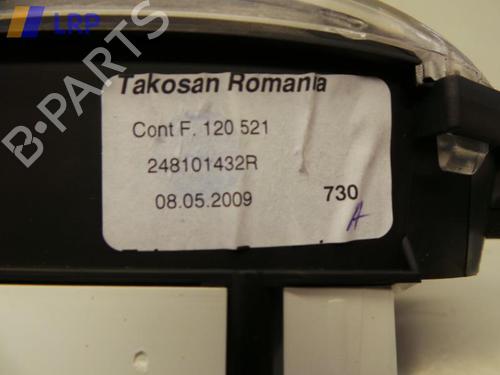 LRP
B-PARTS
Takosan Romania
Cont F. 120 521
248101432R
08.05.2009 730
A